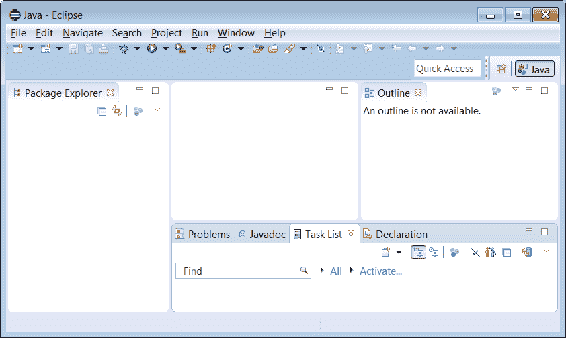 Java - Eclipse
File Edit Navigate Search Project Run Window Help
Quick Access Java
Package Explorer
Outline
An outline is not available.
Problems Javadoc Task List Declaration
Find All Activate...